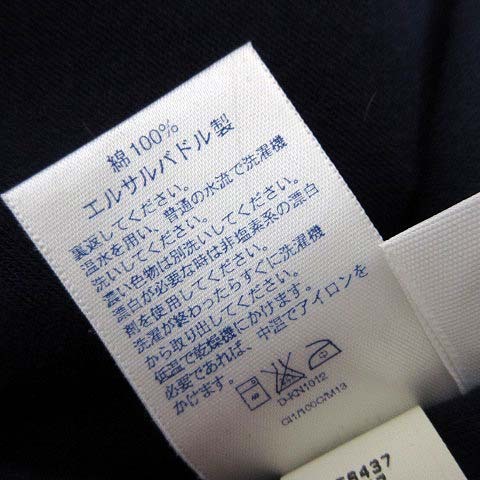 綿 100%
エルサルバドル製
裏返してください。
温水を用い、普通の水流で洗濯機
洗いしてください。
濃い色物は別洗いしてください。
漂白が必要な時は非塩素系の漂白
剤を使用してください。
洗濯が終わったらすぐに洗濯機
から取り出してください。
低温で乾燥機にかけます。
必要であれば、中温でアイロンを
かけます。
D-KN1012
CI1/100C/M13
8437